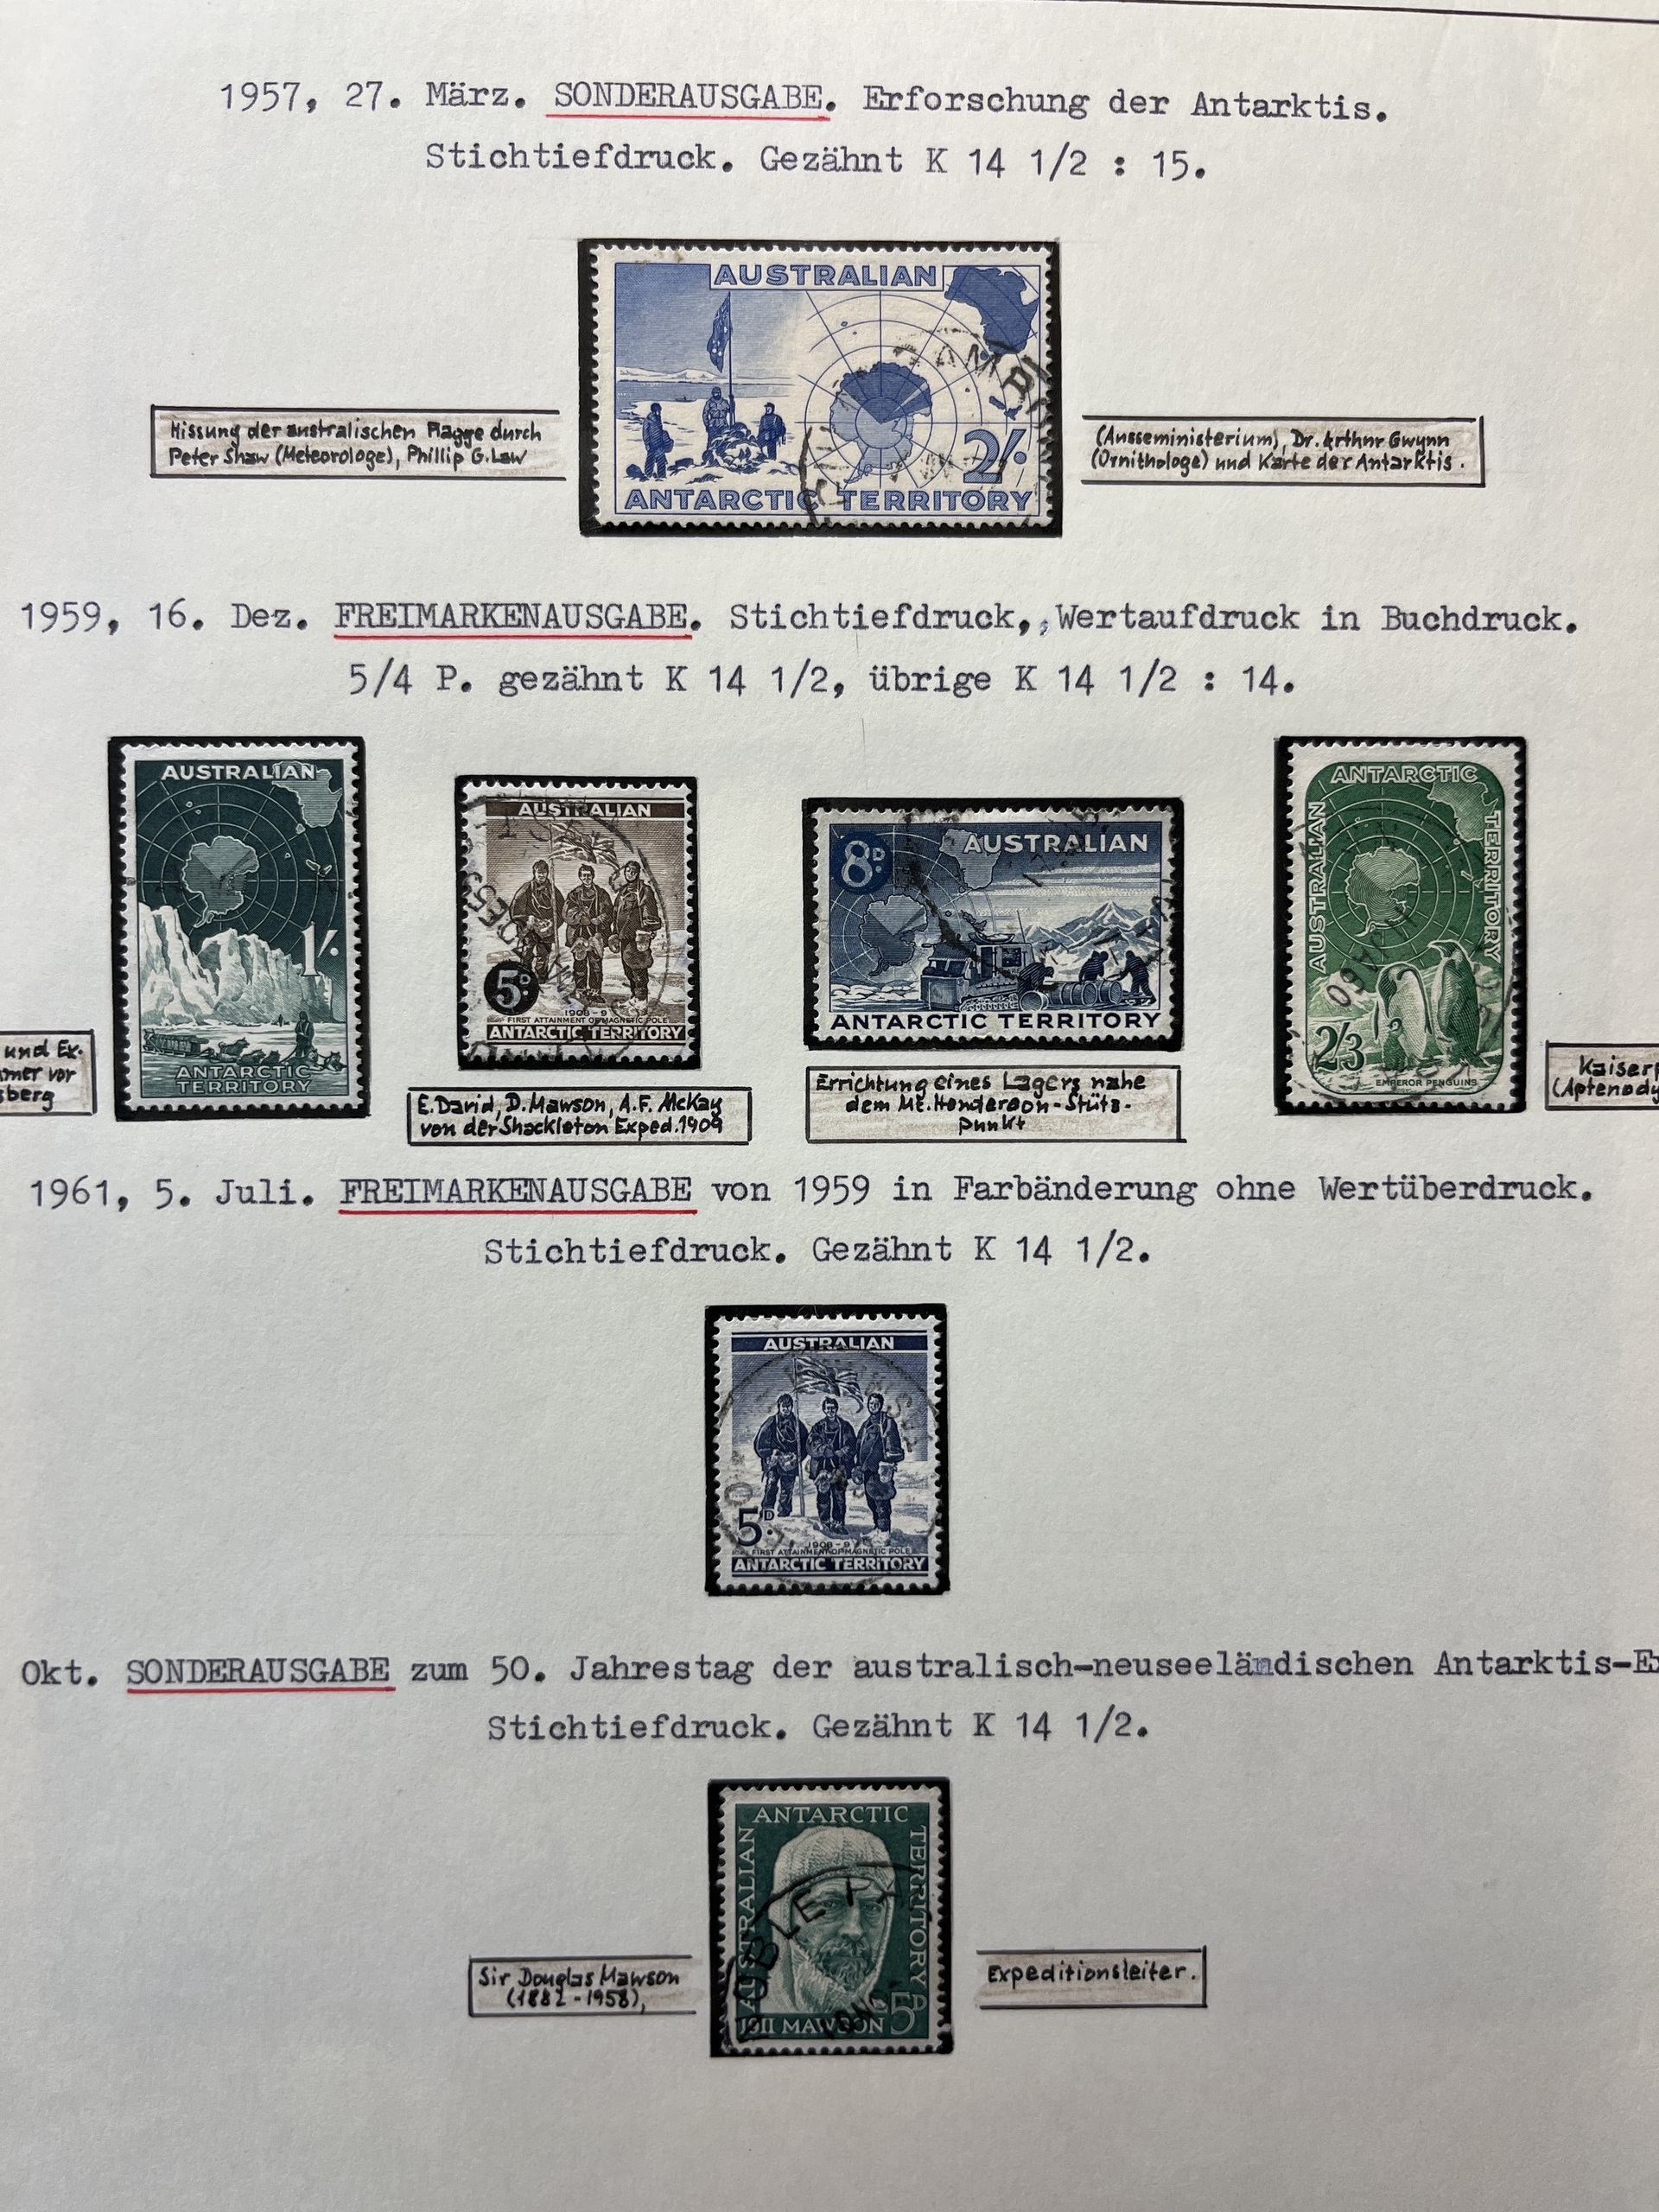 1957, 27. März. SONDERAUSGABE. Erforschung der Antarktis.
Stichtiefdruck. Gezähnt K 14 1/2 : 15.
AUSTRALIAN
2/-
ANTARCTIC TERRITORY
Hissung der australischen Flagge durch
Peter Shaw (Meteorologe), Phillip G. Law
(Aussenministerium), Dr. Arthur Gwynn
(Ornithologe) und Karte der Antarktis.
1959, 16. Dez. FREIMARKENAUSGABE. Stichtiefdruck, Wertaufdruck in Buchdruck.
5/4 P. gezähnt K 14 1/2, übrige K 14 1/2 : 14.
AUSTRALIAN
1/-
ANTARCTIC
TERRITORY
AUSTRALIAN
5D
1908-9
FIRST ATTAINMENT OF MAGNETIC POLE
ANTARCTIC TERRITORY
8D
AUSTRALIAN
ANTARCTIC TERRITORY
AUSTRALIAN
ANTARCTIC
TERRITORY
2/3
EMPEROR PENGUINS
und Ex-
mer vor
sberg
E. David, D. Mawson, A.F. McKay
von der Shackleton Exped. 1909
Errichtung eines Lagers nahe
dem Mt. Henderson-Stütz-
punkt
Kaiserp
(Aptenody
1961, 5. Juli. FREIMARKENAUSGABE von 1959 in Farbänderung ohne Wertüberdruck.
Stichtiefdruck. Gezähnt K 14 1/2.
AUSTRALIAN
5D
1908-9
FIRST ATTAINMENT OF MAGNETIC POLE
ANTARCTIC TERRITORY
Okt. SONDERAUSGABE zum 50. Jahrestag der australisch-neuseeländischen Antarktis-Ex
Stichtiefdruck. Gezähnt K 14 1/2.
AUSTRALIAN
ANTARCTIC
TERRITORY
1911 MAWSON 5D
Sir Douglas Mawson
(1882-1958),
Expeditionsleiter.